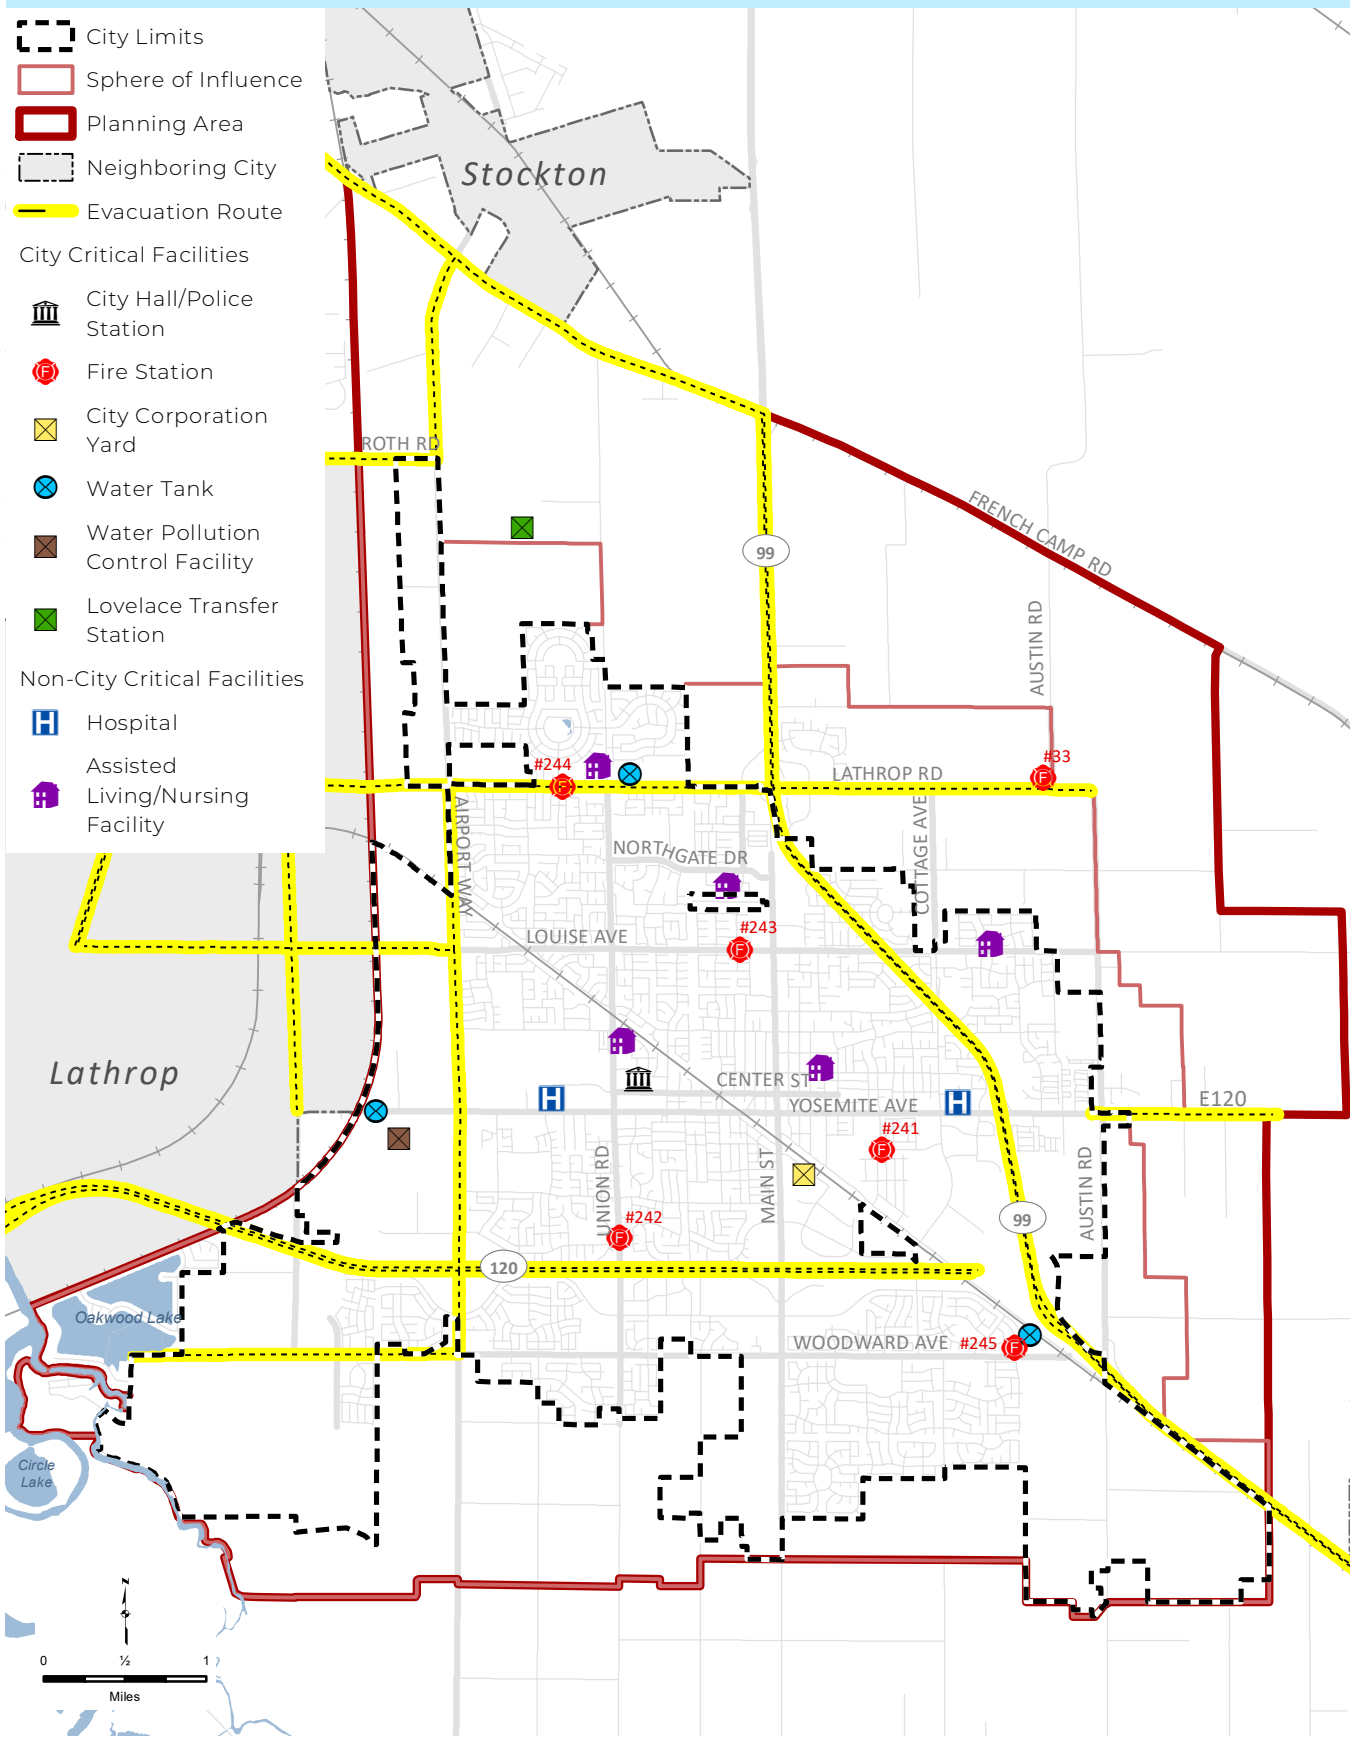 City Limits
Sphere of Influence
Planning Area
Neighboring City
Evacuation Route
City Critical Facilities
City Hall/Police
Station
Fire Station
City Corporation
Yard
Water Tank
Water Pollution
Control Facility
Lovelace Transfer
Station
Non-City Critical Facilities
H Hospital
Assisted
Living/Nursing
Facility
Stockton
ROTH RD
99
FRENCH CAMP RD
AUSTIN RD
#244
F
#33
F
LATHROP RD
AIRPORT WAY
COTTAGE AVE
NORTHGATE DR
LOUISE AVE
#243
F
Lathrop
CENTER ST
H
YOSEMITE AVE
H
E120
#241
F
UNION RD
MAIN ST
AUSTIN RD
#242
F
99
120
Oakwood Lake
WOODWARD AVE
#245
F
Circle
Lake
N
0 ½ 1
Miles